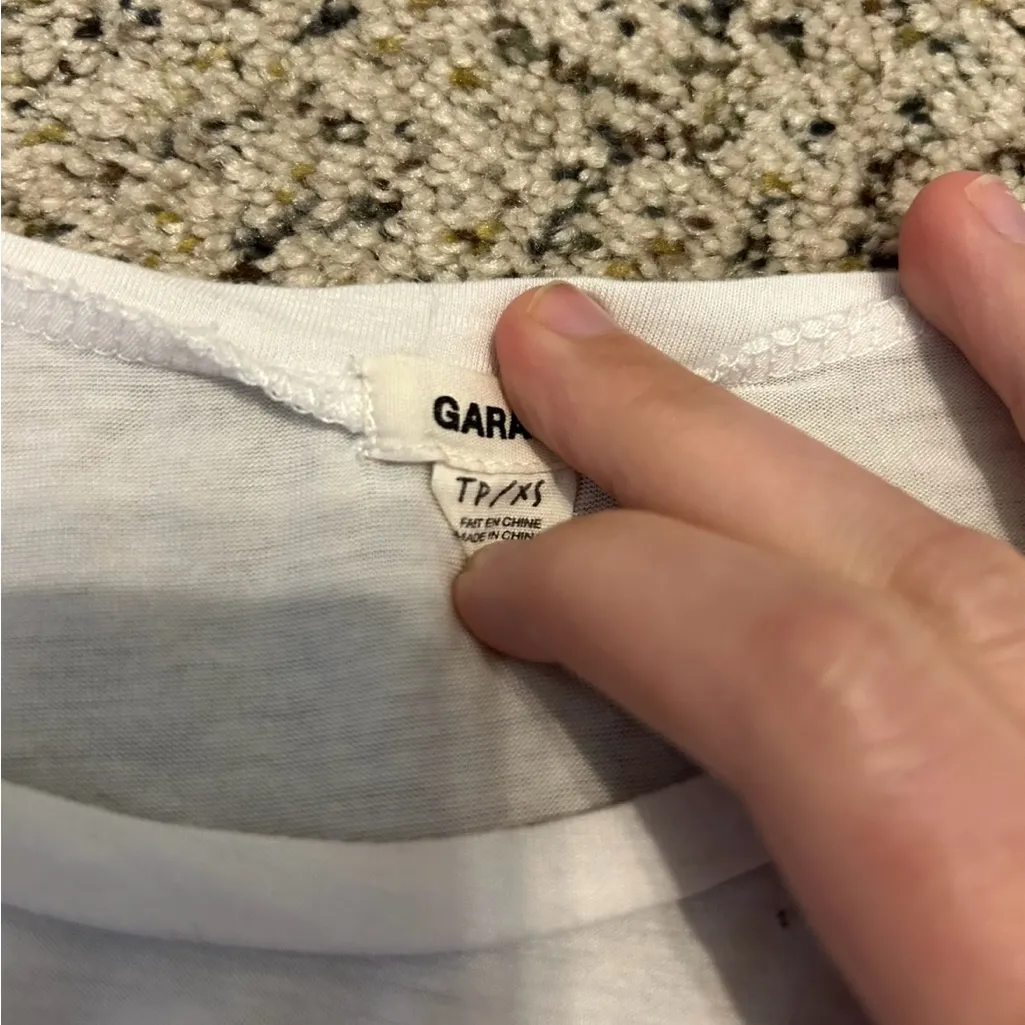 GARA
TP/XS
FAIT EN CHINE
MADE IN CHIN